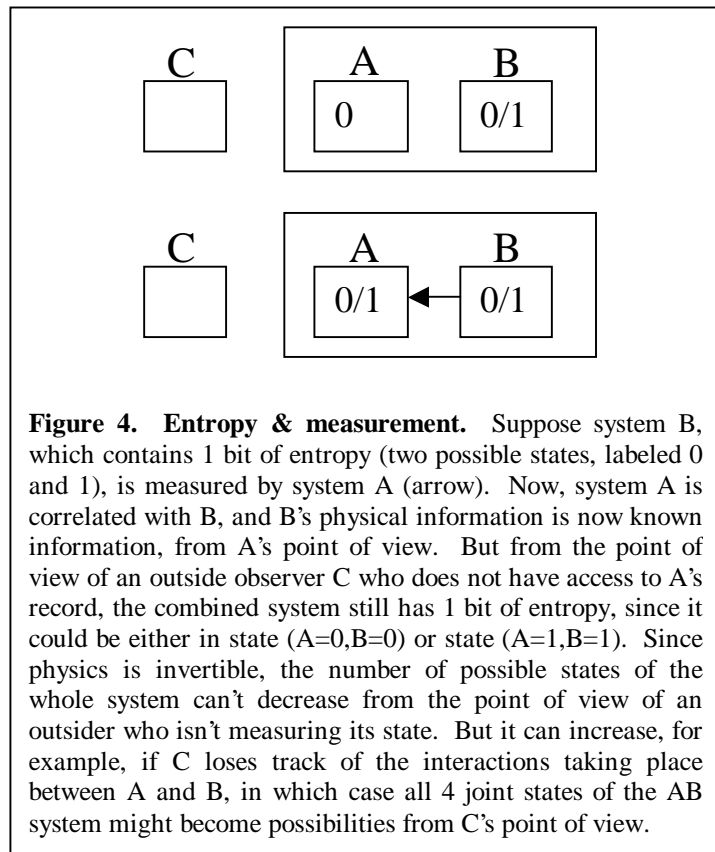 C A B
0 0/1
C A B
0/1 0/1
Figure 4. Entropy & measurement. Suppose system B,
which contains 1 bit of entropy (two possible states, labeled 0
and 1), is measured by system A (arrow). Now, system A is
correlated with B, and B’s physical information is now known
information, from A’s point of view. But from the point of
view of an outside observer C who does not have access to A’s
record, the combined system still has 1 bit of entropy, since it
could be either in state (A=0,B=0) or state (A=1,B=1). Since
physics is invertible, the number of possible states of the
whole system can’t decrease from the point of view of an
outsider who isn’t measuring its state. But it can increase, for
example, if C loses track of the interactions taking place
between A and B, in which case all 4 joint states of the AB
system might become possibilities from C’s point of view.